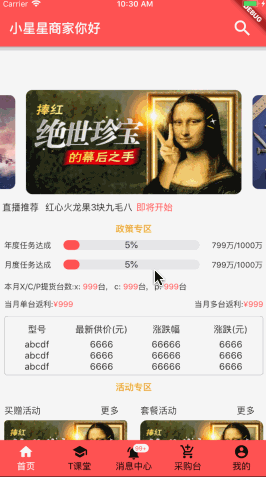 Carrier 10:30 AM
DEBUG
小星星商家你好
捧红
绝世珍宝
的幕后之手
直播推荐 红心火龙果3块九毛八 即将开始
政策专区
年度任务达成 5% 799万/1000万
月度任务达成 5% 799万/1000万
本月X/C/P提货台数:x: 999台, c: 999台, p: 999台
当月单台返利:¥999 当月多台返利:¥999
型号 最新供价(元) 涨跌幅 涨跌(元)
abcdf 6666 66666 6666
abcdf 6666 66666 6666
abcdf 6666 66666 6666
活动专区
买赠活动 更多 套餐活动 更多
99+
首页 T课堂 消息中心 采购台 我的